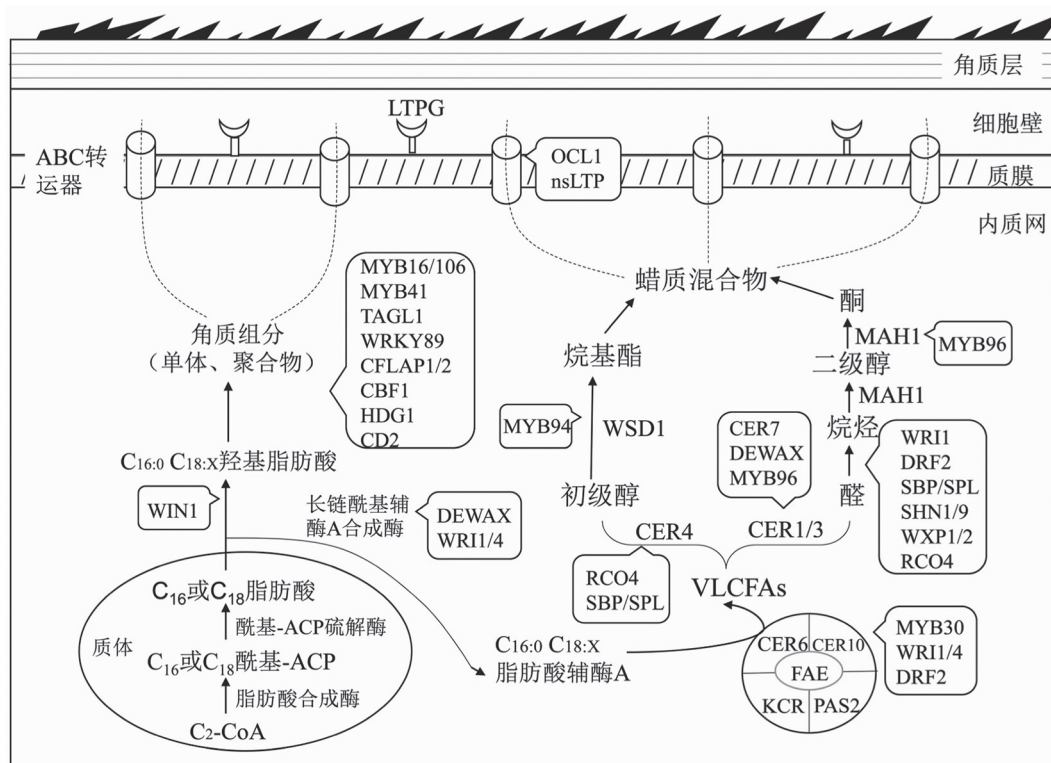 角质层
LTPG
细胞壁
ABC转
运器
OCL1
nsLTP
质膜
内质网
MYB16/106
MYB41
TAGL1
WRKY89
CFLAP1/2
CBF1
HDG1
CD2
蜡质混合物
酮
MAH1
MYB96
二级醇
MAH1
烷烃
醛
角质组分
(单体、聚合物)
烷基酯
MYB94
WSD1
初级醇
CER7
DEWAX
MYB96
WRI1
DRF2
SBP/SPL
SHN1/9
WXP1/2
RCO4
C16:0 C18:X羟基脂肪酸
WIN1
长链酰基辅
酶A合成酶
DEWAX
WRI1/4
CER4
CER1/3
RCO4
SBP/SPL
VLCFAs
C16或C18脂肪酸
酰基-ACP硫解酶
质体
C16或C18酰基-ACP
脂肪酸合成酶
C2-CoA
C16:0 C18:X
脂肪酸辅酶A
CER6
CER10
FAE
KCR
PAS2
MYB30
WRI1/4
DRF2